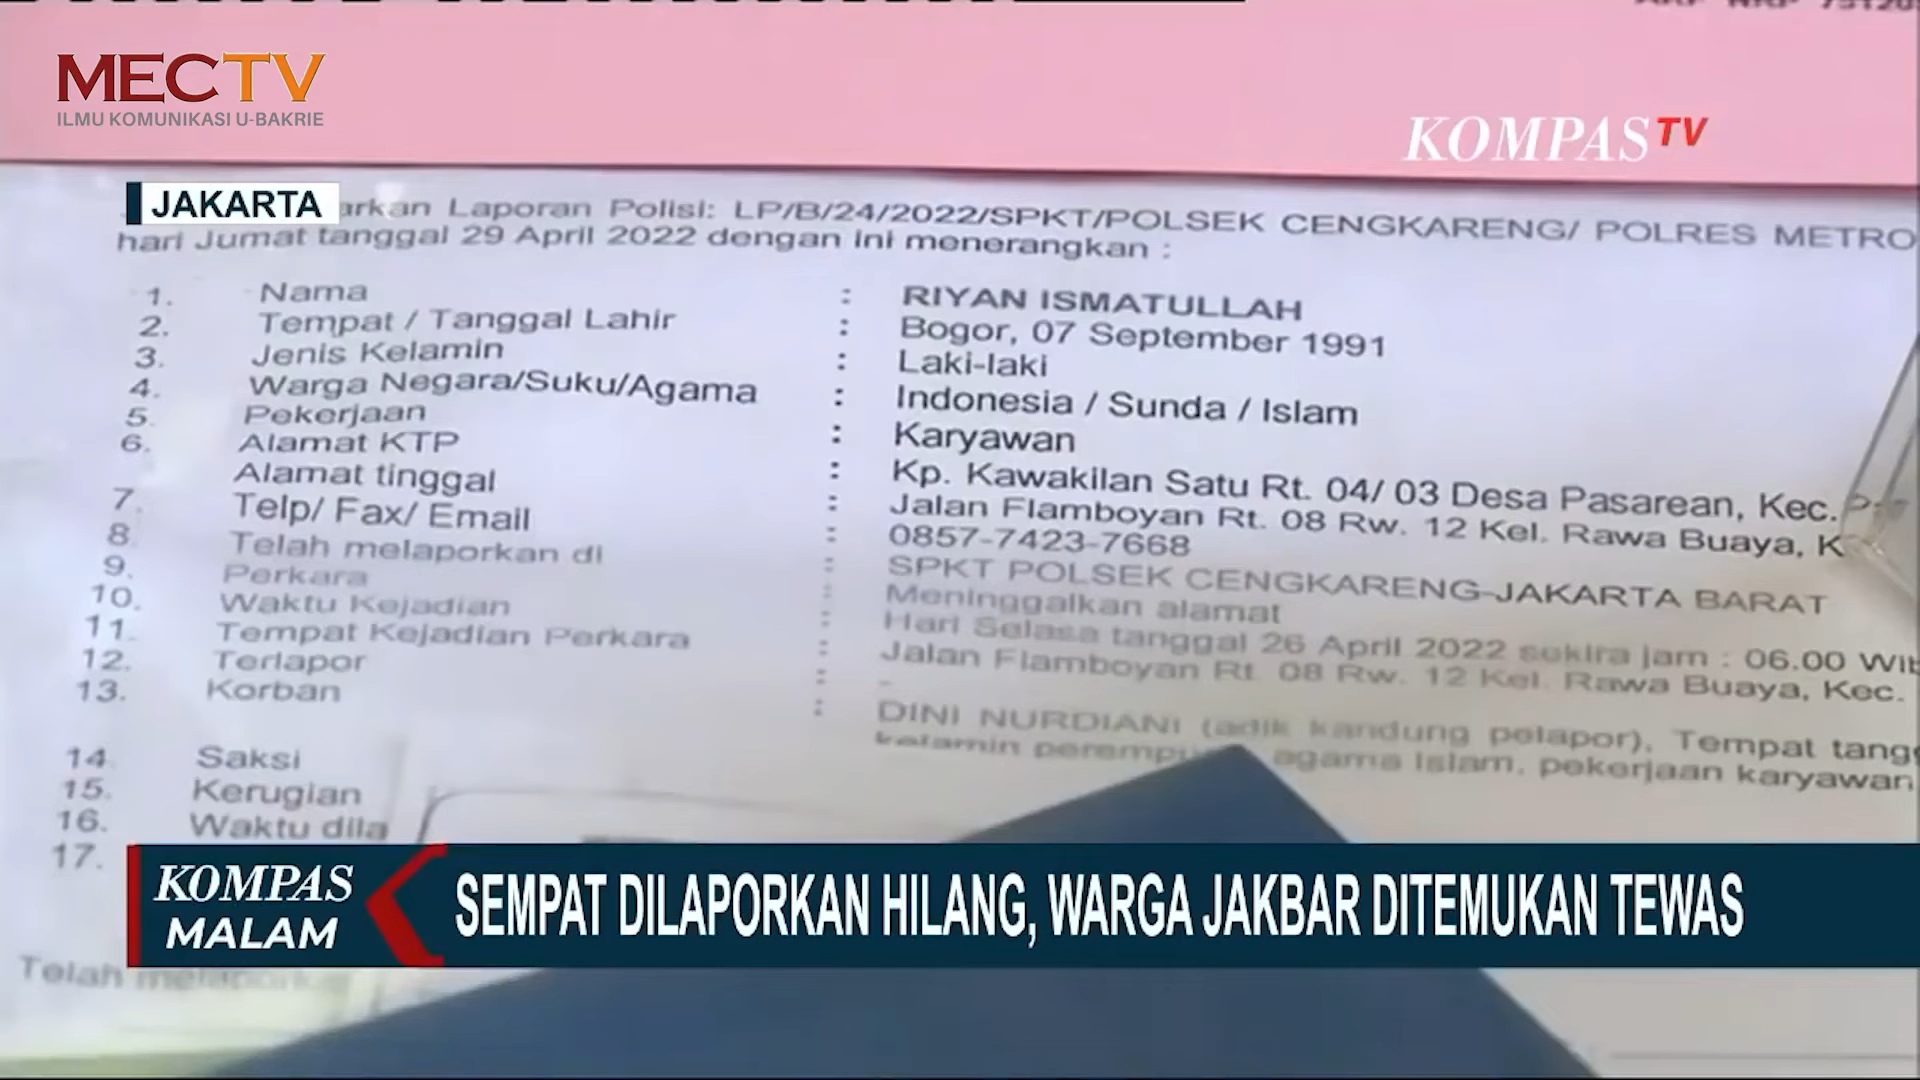 MECTV
ILMU KOMUNIKASI U-BAKRIE
KOMPAS TV
JAKARTA
arkan Laporan Polisi: LP/B/24/2022/SPKT/POLSEK CENGKARENG/ POLRES METRO
hari Jumat tanggal 29 April 2022 dengan ini menerangkan :
1. Nama : RIYAN ISMATULLAH
2. Tempat / Tanggal Lahir : Bogor, 07 September 1991
3. Jenis Kelamin : Laki-laki
4. Warga Negara/Suku/Agama : Indonesia / Sunda / Islam
5. Pekerjaan : Karyawan
6. Alamat KTP : Kp. Kawakilan Satu Rt. 04/ 03 Desa Pasarean, Kec.
Alamat tinggal : Jalan Flamboyan Rt. 08 Rw. 12 Kel. Rawa Buaya, K
7. Telp/ Fax/ Email : 0857-7423-7668
8. Telah melaporkan di : SPKT POLSEK CENGKARENG-JAKARTA BARAT
9. Perkara : Meninggalkan alamat
10. Waktu Kejadian : Hari Selasa tanggal 26 April 2022 sekira jam : 06.00 Wib
11. Tempat Kejadian Perkara : Jalan Flamboyan Rt. 08 Rw. 12 Kel. Rawa Buaya, Kec.
12. Terlapor : -
13. Korban : DINI NURDIANI (adik kandung pelapor), Tempat tangg
kelamin agama Islam, pekerjaan karyawan,
14. Saksi
15. Kerugian
16. Waktu dila
17.
KOMPAS MALAM
SEMPAT DILAPORKAN HILANG, WARGA JAKBAR DITEMUKAN TEWAS
Telah melaporka